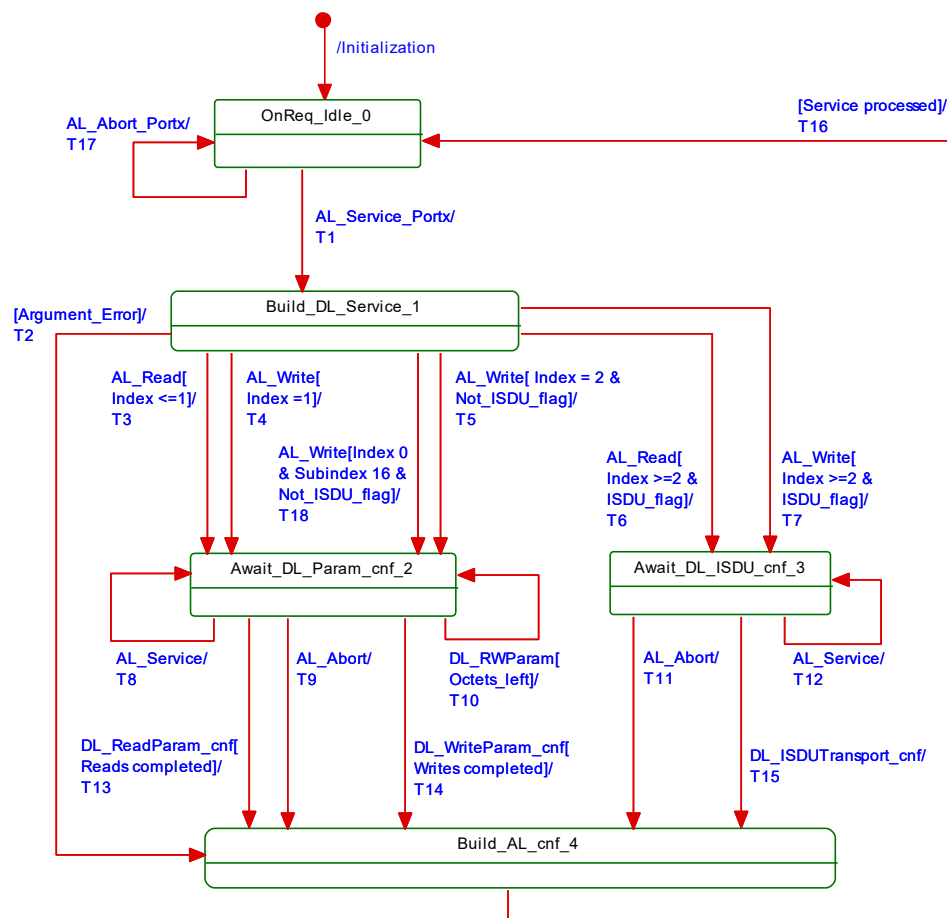 /Initialization
OnReq_Idle_0
AL_Abort_Portx/
T17
[Service processed]/
T16
AL_Service_Portx/
T1
Build_DL_Service_1
[Argument_Error]/
T2
AL_Read[
Index <=1]/
T3
AL_Write[
Index =1]/
T4
AL_Write[ Index = 2 &
Not_ISDU_flag]/
T5
AL_Write[Index 0
& Subindex 16 &
Not_ISDU_flag]/
T18
AL_Read[
Index >=2 &
ISDU_flag]/
T6
AL_Write[
Index >=2 &
ISDU_flag]/
T7
Await_DL_Param_cnf_2
Await_DL_ISDU_cnf_3
AL_Service/
T8
AL_Abort/
T9
DL_RWParam[
Octets_left]/
T10
AL_Abort/
T11
AL_Service/
T12
DL_ReadParam_cnf[
Reads completed]/
T13
DL_WriteParam_cnf[
Writes completed]/
T14
DL_ISDUTransport_cnf/
T15
Build_AL_cnf_4